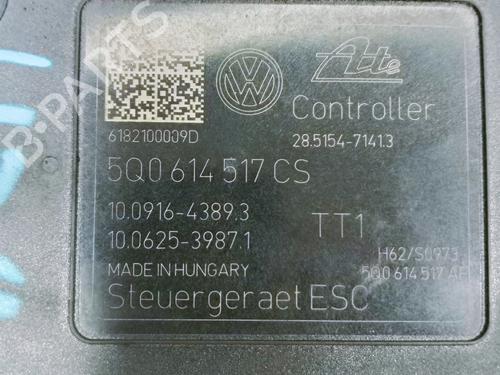 B-PARTS
Ate
Controller
6182100009D
28.5154-7141.3
5Q0 614 517 CS
10.0916-4389.3
TT1
10.0625-3987.1
H62/S0973
MADE IN HUNGARY
5Q0 614 517 AF
Steuergeraet ESC